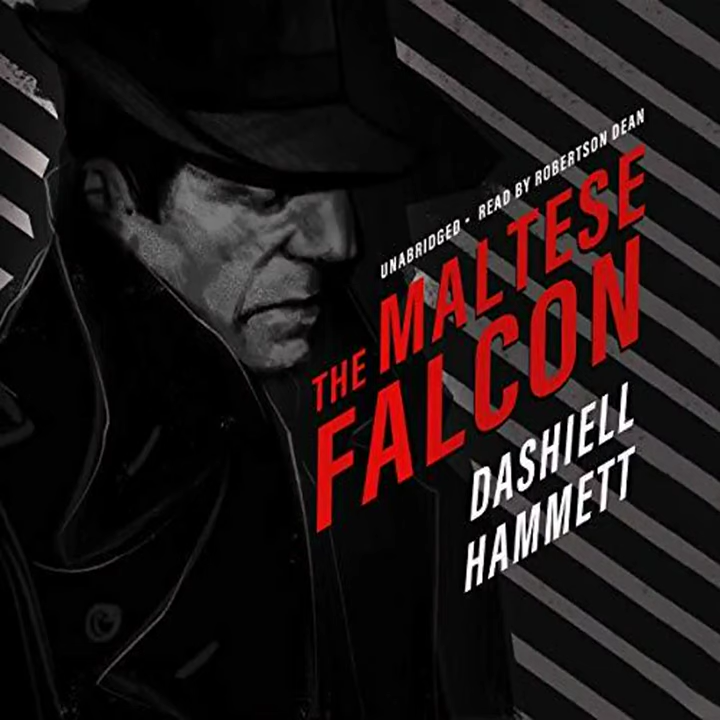 UNABRIDGED • READ BY ROBERTSON DEAN
THE MALTESE
FALCON
DASHIELL
HAMMETT